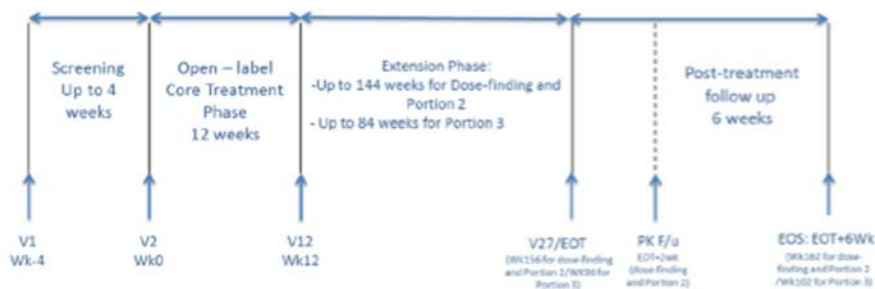 Screening
Up to 4
weeks
Open – label
Core Treatment
Phase
12 weeks
Extension Phase:
-Up to 144 weeks for Dose-finding and
Portion 2
- Up to 84 weeks for Portion 3
Post-treatment
follow up
6 weeks
V1
Wk-4
V2
Wk0
V12
Wk12
V27/EOT
(Wk156 for dose-finding
and Portion 2/Wk96 for
Portion 3)
PK F/u
EOT+2wk
(dose-finding
and Portion 2)
EOS: EOT+6Wk
(Wk162 for dose-
finding and Portion 2
/Wk102 for Portion 3)